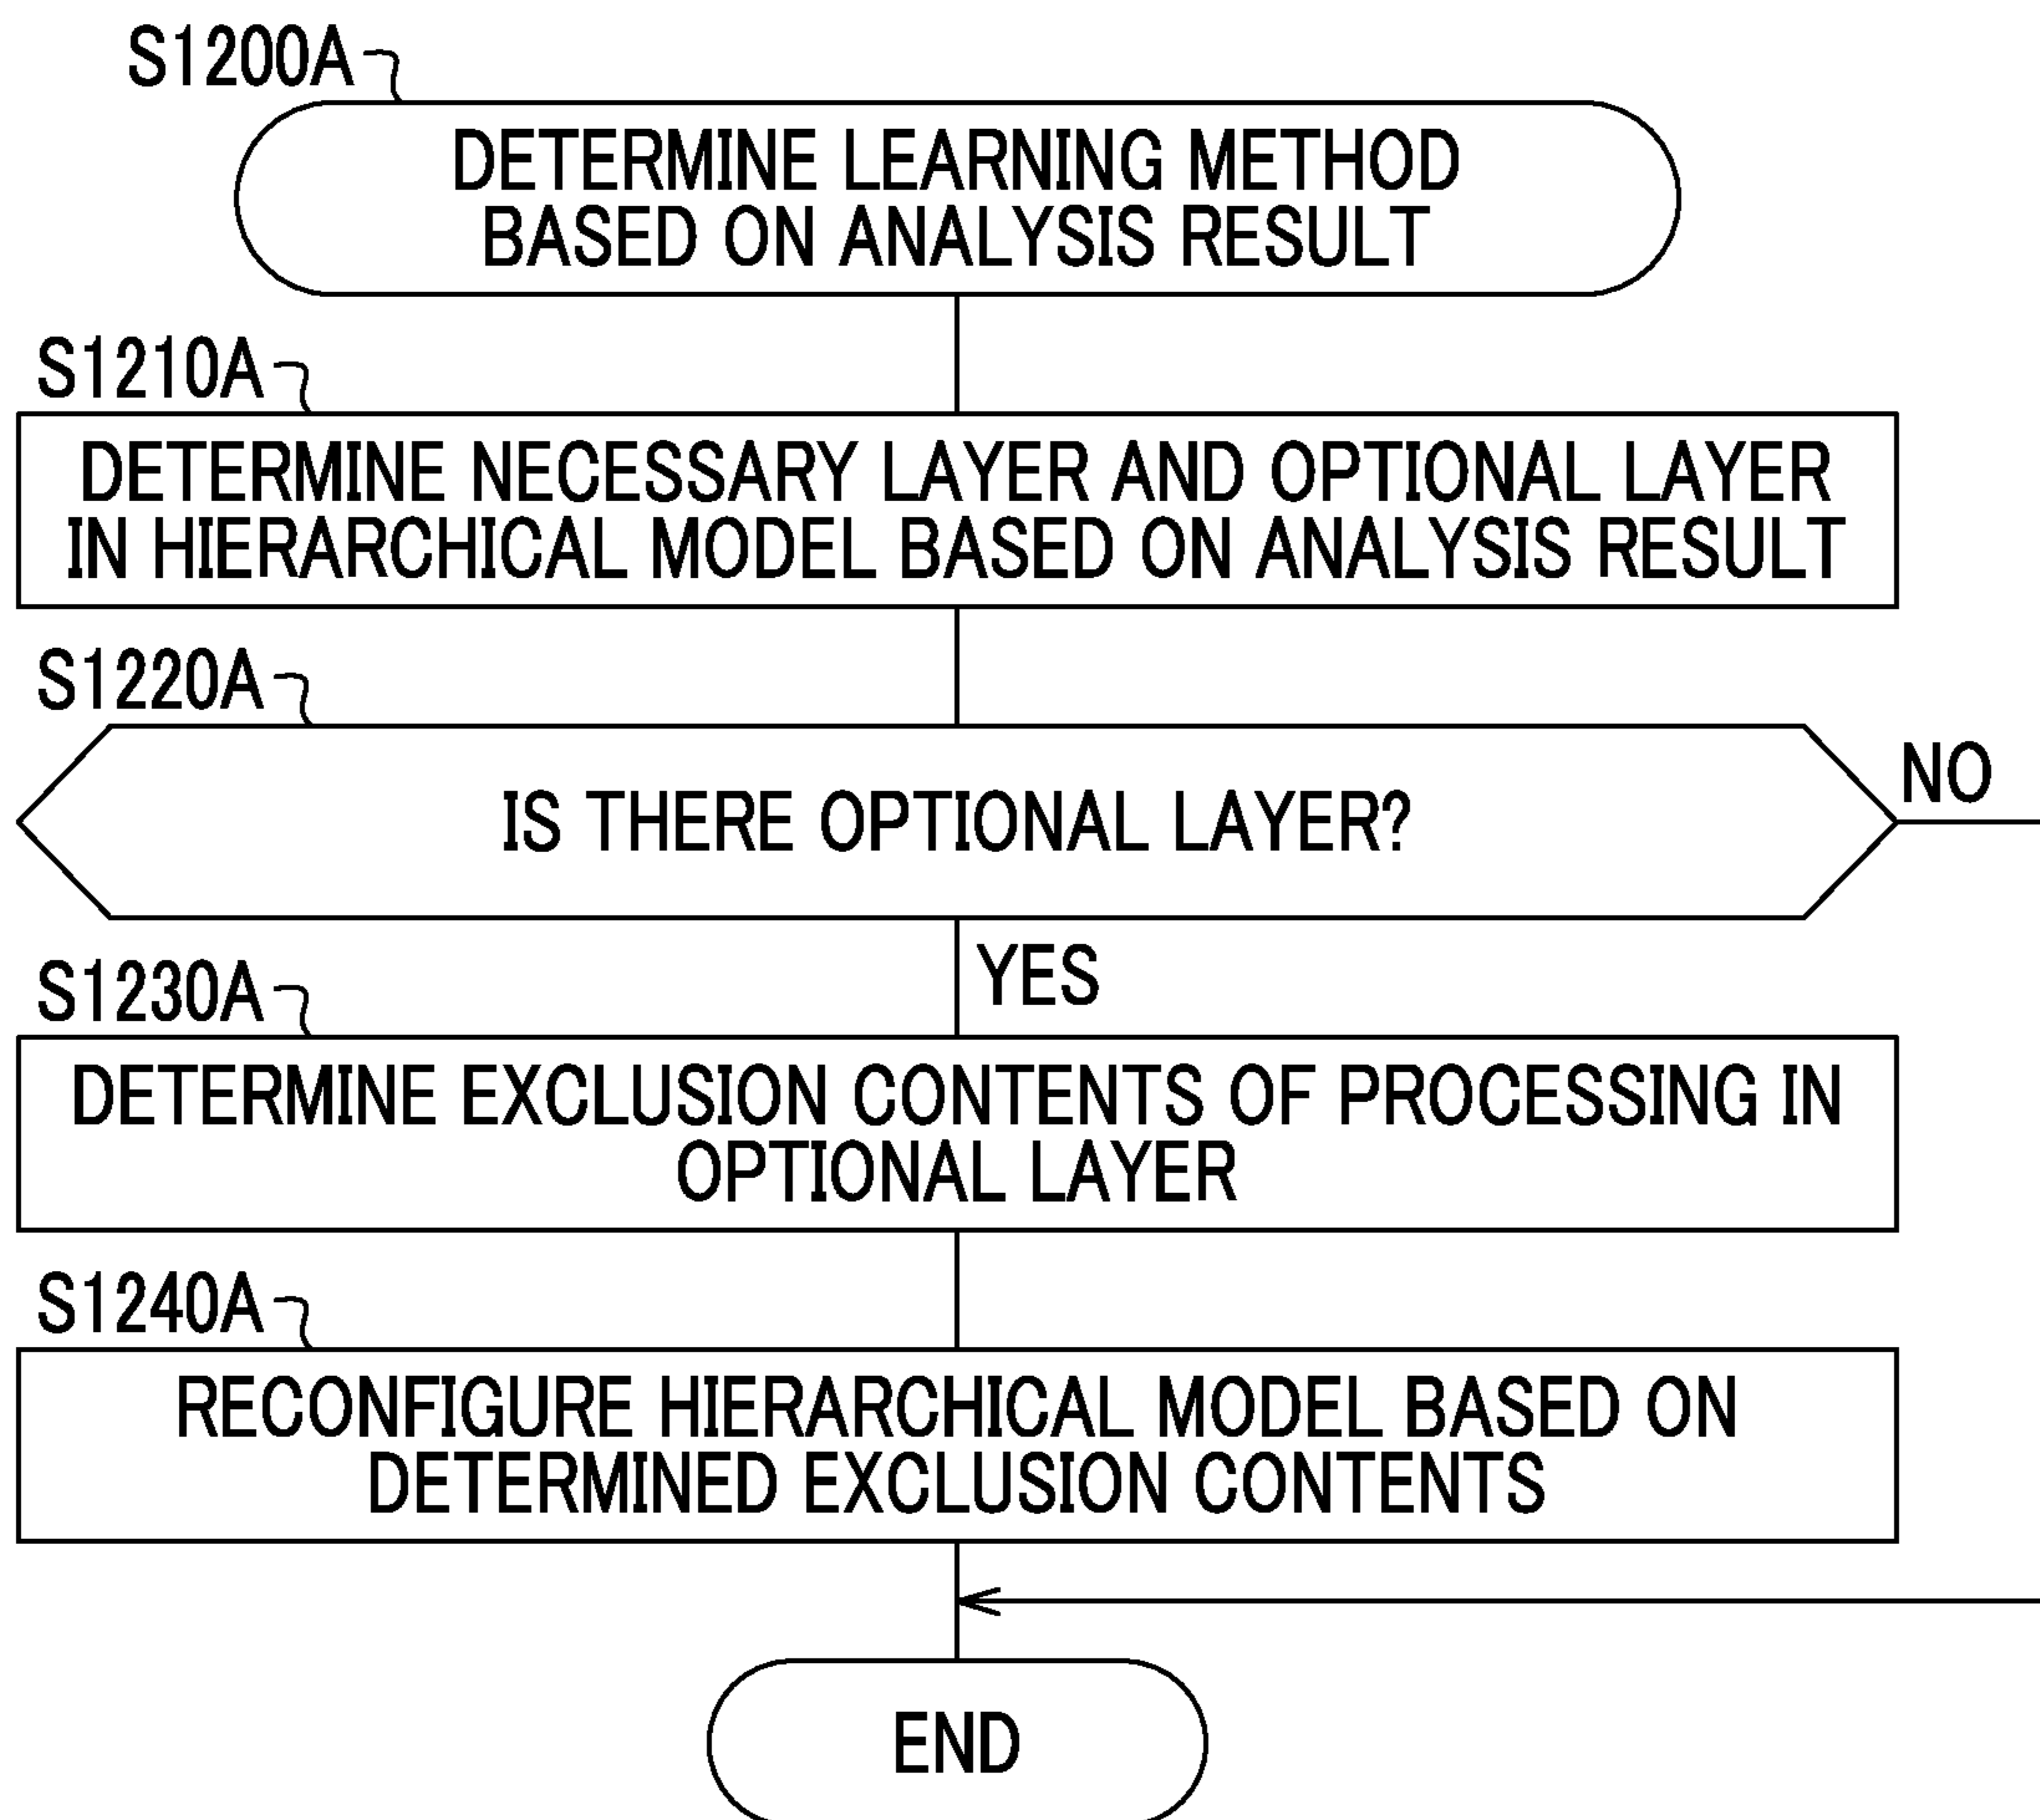 S1200A
DETERMINE LEARNING METHOD
BASED ON ANALYSIS RESULT
S1210A
DETERMINE NECESSARY LAYER AND OPTIONAL LAYER
IN HIERARCHICAL MODEL BASED ON ANALYSIS RESULT
S1220A
IS THERE OPTIONAL LAYER?
NO
YES
S1230A
DETERMINE EXCLUSION CONTENTS OF PROCESSING IN
OPTIONAL LAYER
S1240A
RECONFIGURE HIERARCHICAL MODEL BASED ON
DETERMINED EXCLUSION CONTENTS
END